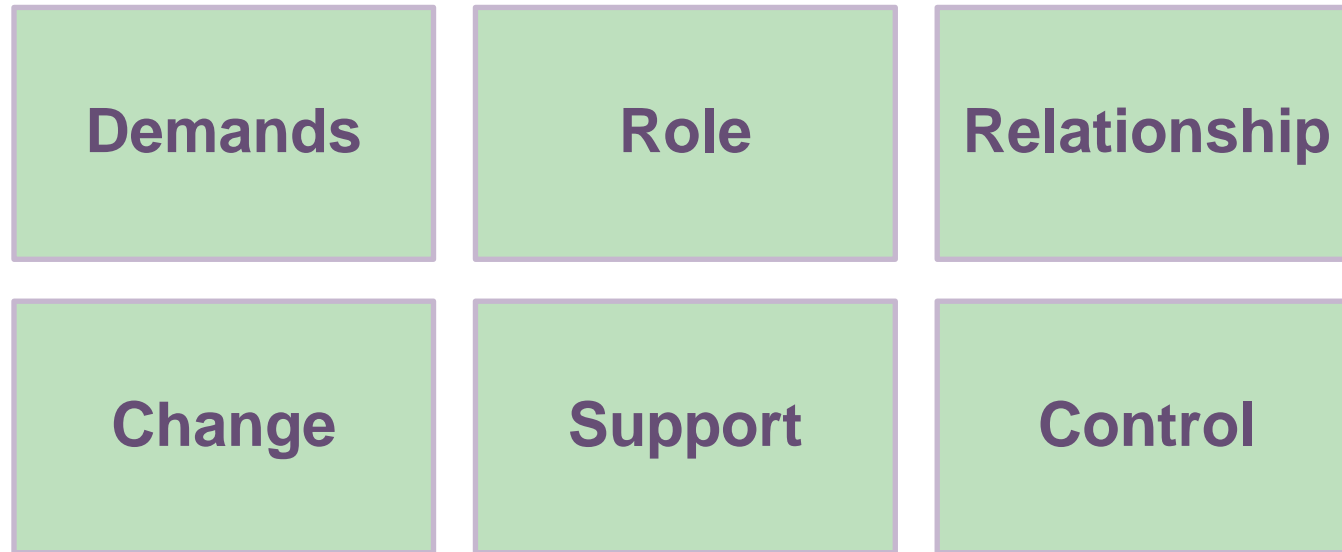 Demands
Role
Relationship
Change
Support
Control